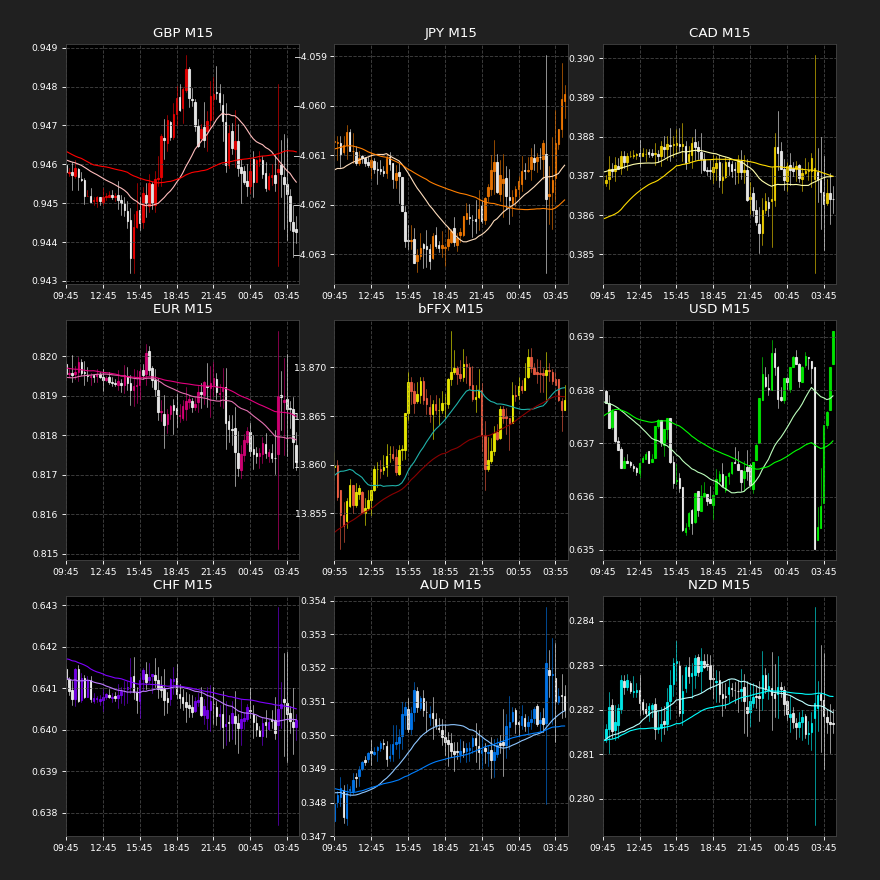 GBP M15
0.949
0.948
0.947
0.946
0.945
0.944
0.943
09:45 12:45 15:45 18:45 21:45 00:45 03:45
JPY M15
−4.059
−4.060
−4.061
−4.062
−4.063
09:45 12:45 15:45 18:45 21:45 00:45 03:45
CAD M15
0.390
0.389
0.388
0.387
0.386
0.385
09:45 12:45 15:45 18:45 21:45 00:45 03:45
EUR M15
0.820
0.819
0.818
0.817
0.816
0.815
09:45 12:45 15:45 18:45 21:45 00:45 03:45
bFFX M15
13.870
13.865
13.860
13.855
09:55 12:55 15:55 18:55 21:55 00:55 03:55
USD M15
0.639
0.638
0.637
0.636
0.635
09:45 12:45 15:45 18:45 21:45 00:45 03:45
CHF M15
0.643
0.642
0.641
0.640
0.639
0.638
09:45 12:45 15:45 18:45 21:45 00:45 03:45
AUD M15
0.354
0.353
0.352
0.351
0.350
0.349
0.348
0.347
09:45 12:45 15:45 18:45 21:45 00:45 03:45
NZD M15
0.284
0.283
0.282
0.281
0.280
09:45 12:45 15:45 18:45 21:45 00:45 03:45